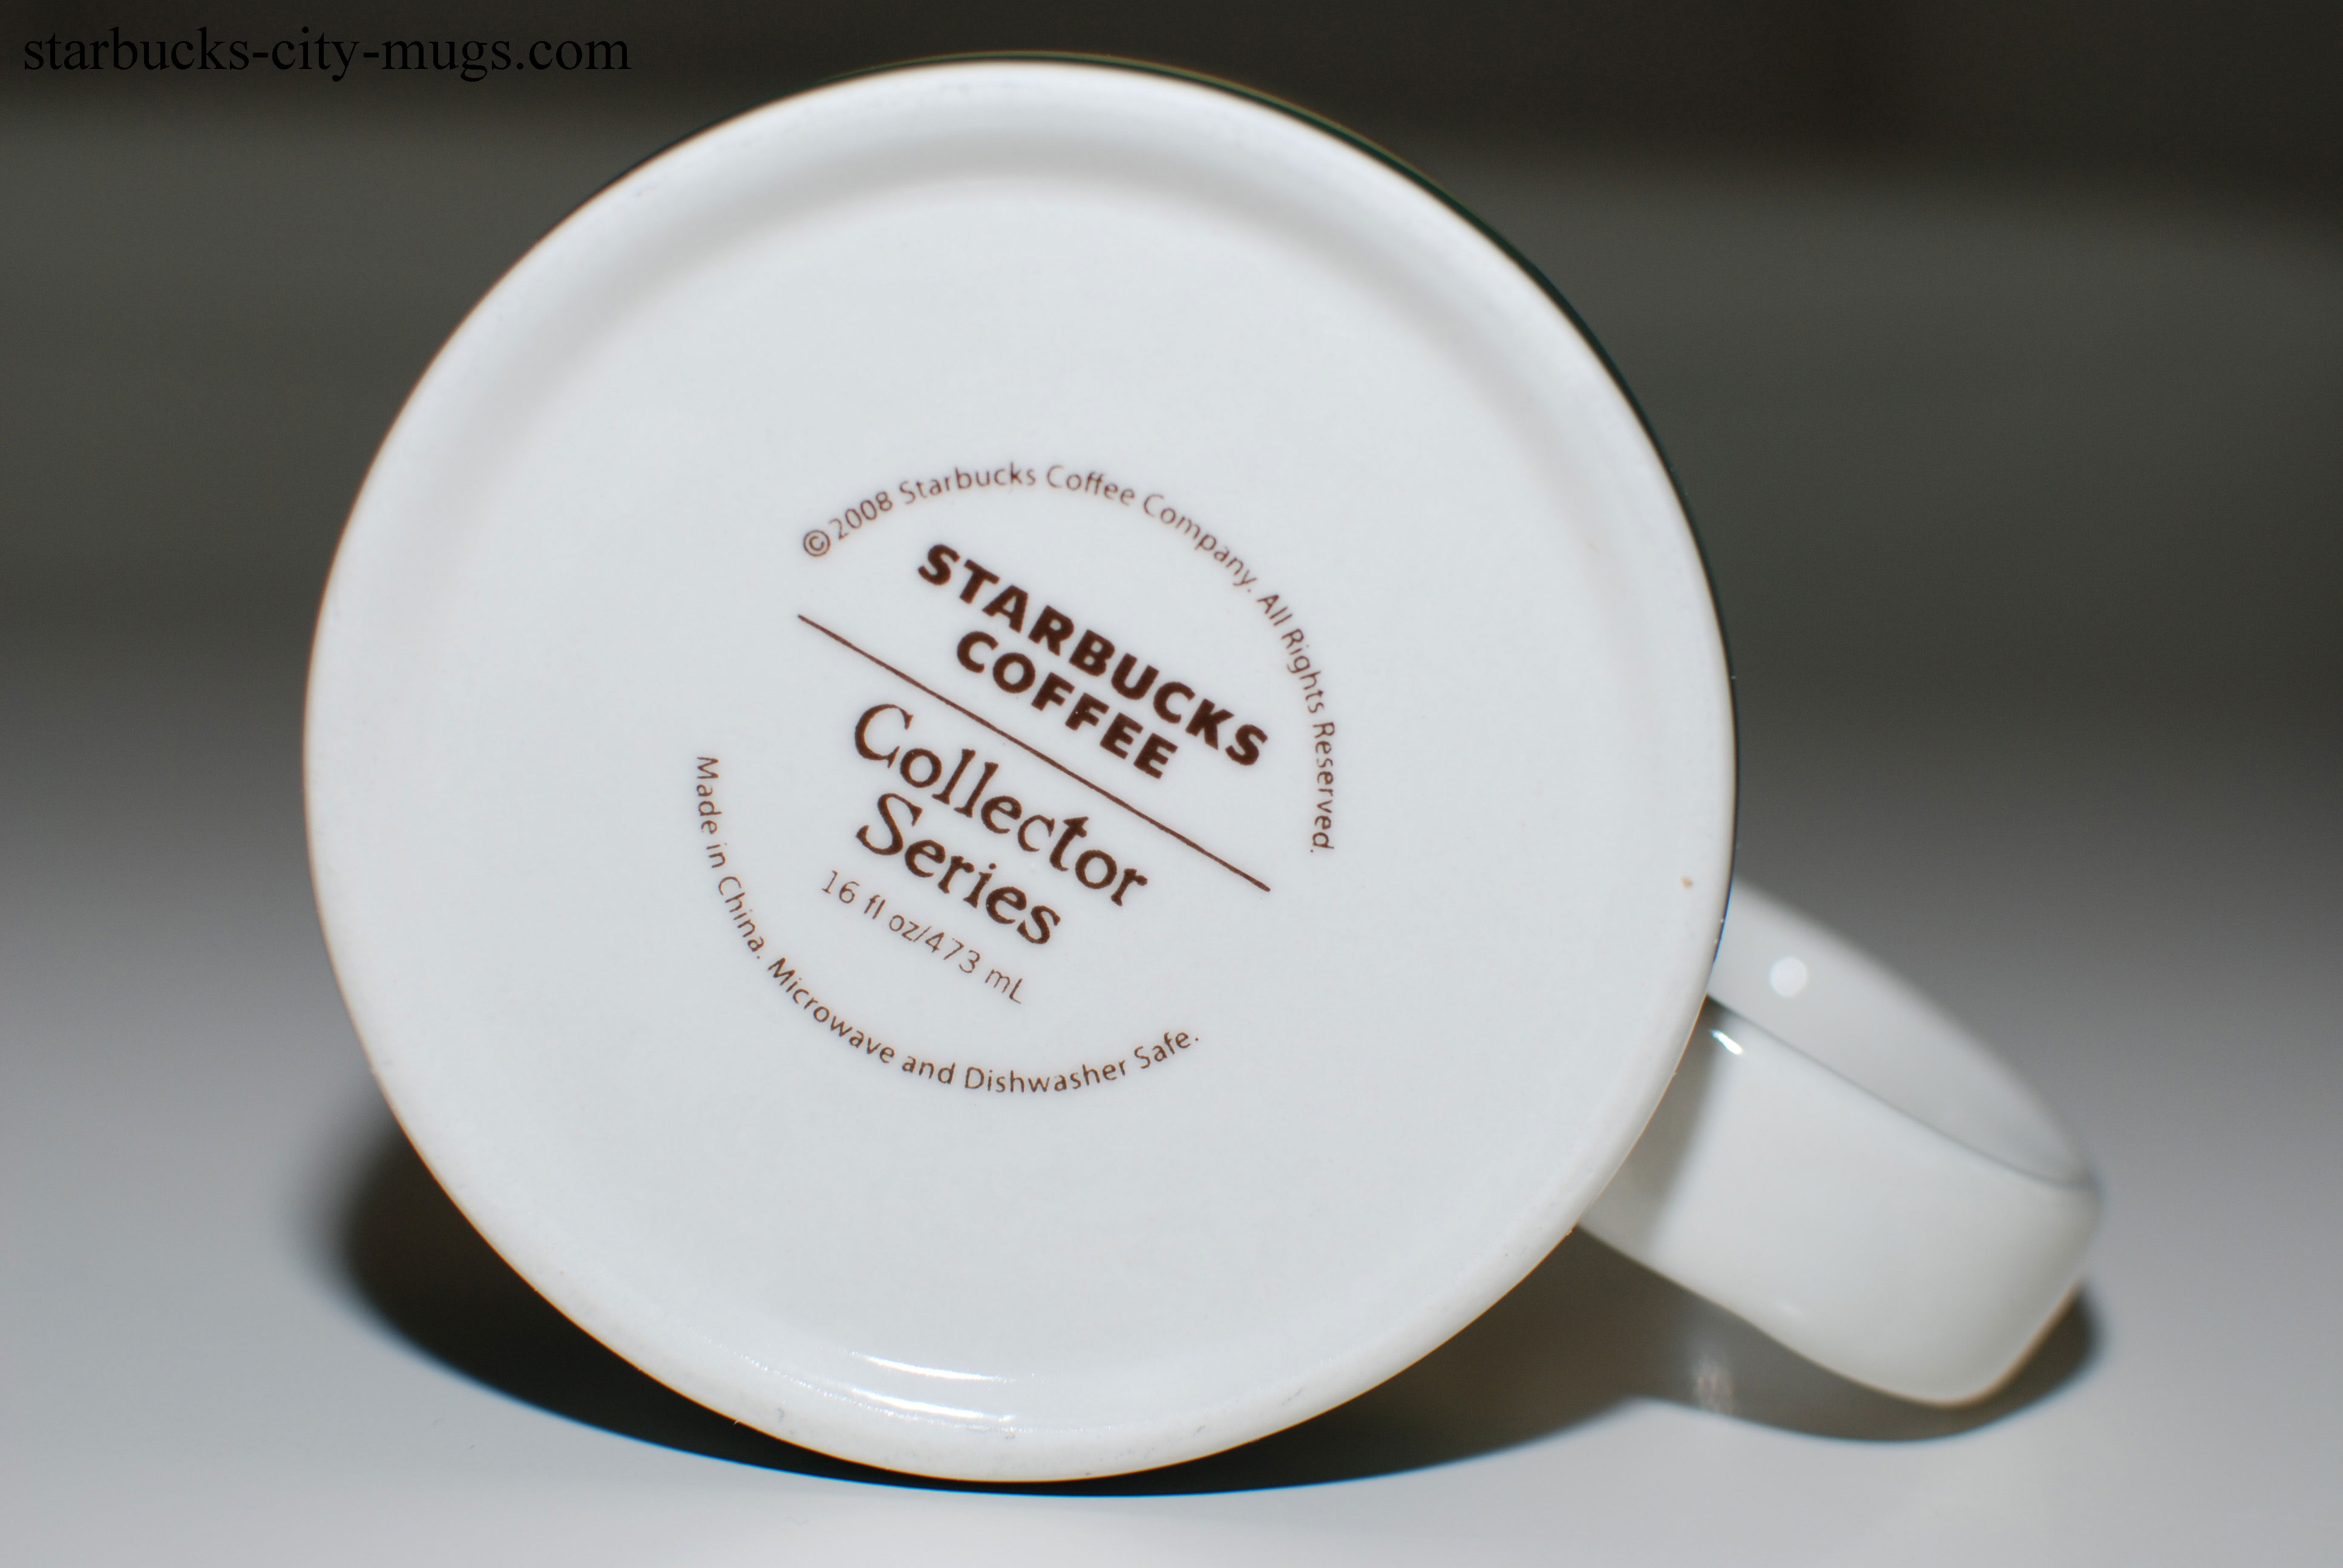 starbucks-city-mugs.com
©2008 Starbucks Coffee Company. All Rights Reserved.
STARBUCKS
COFFEE
Collector
Series
16 fl oz/473 mL
Made in China. Microwave and Dishwasher Safe.